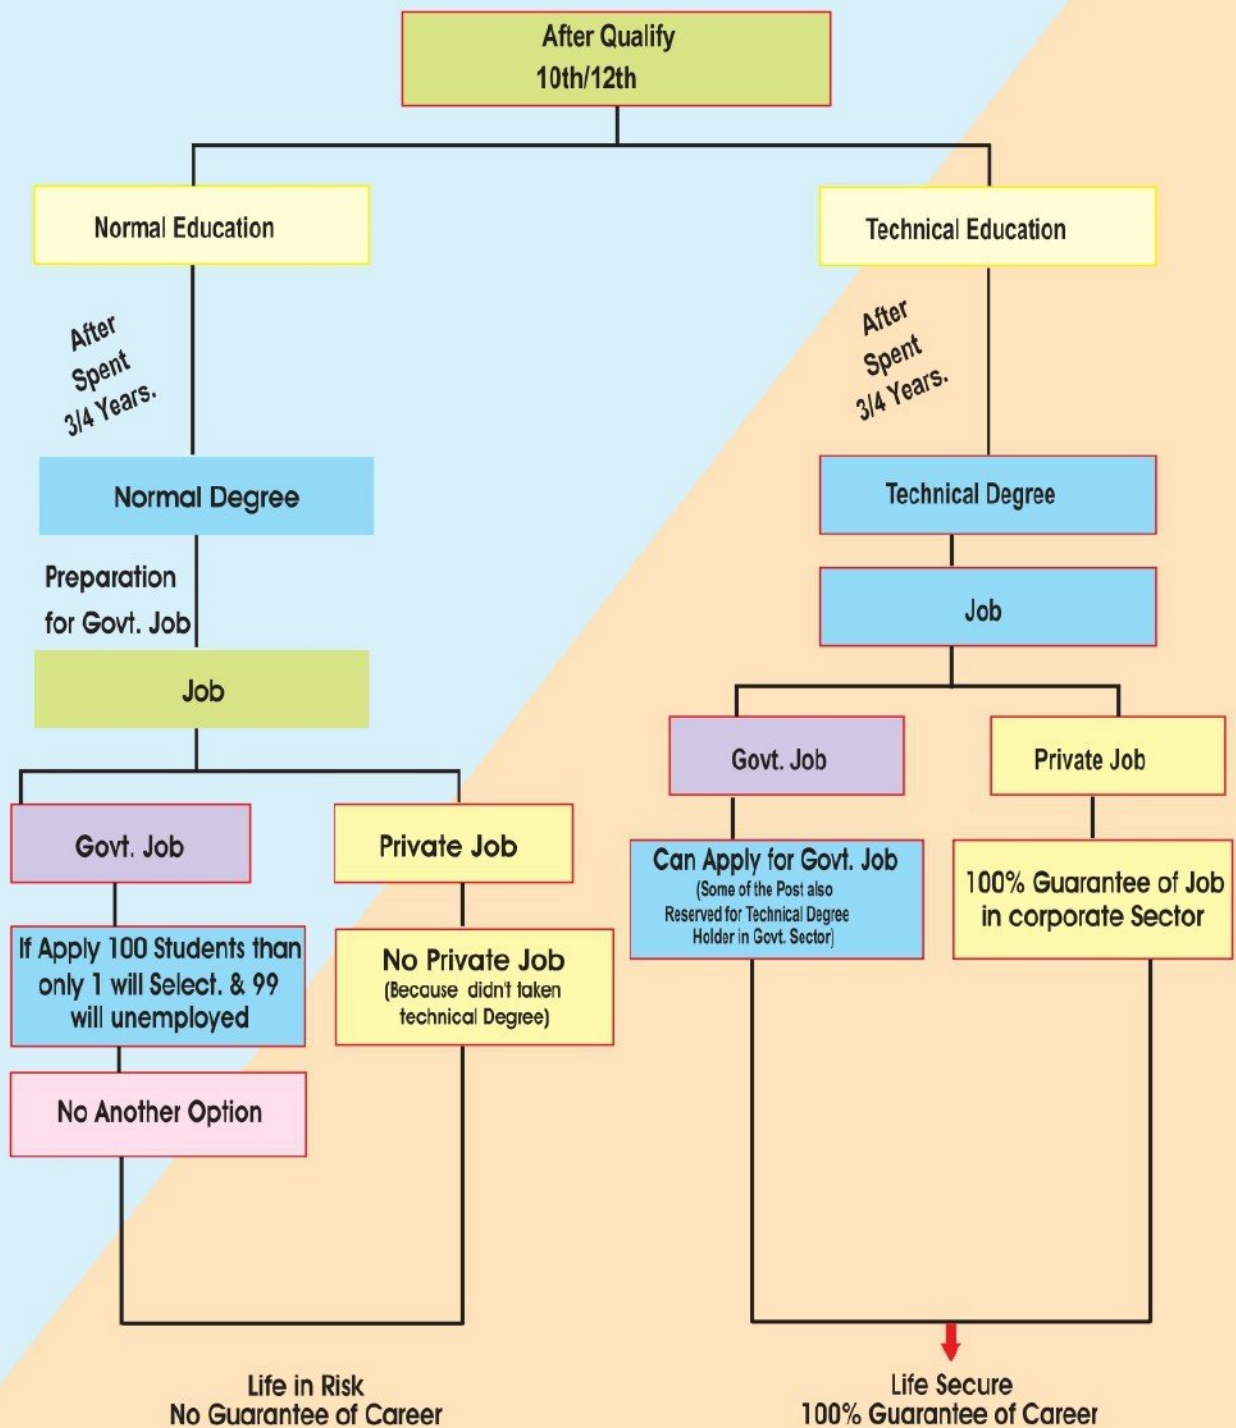 After Qualify
10th/12th
Normal Education
Technical Education
After
Spent
3/4 Years.
After
Spent
3/4 Years.
Normal Degree
Technical Degree
Preparation
for Govt. Job
Job
Job
Govt. Job
Private Job
Govt. Job
Private Job
If Apply 100 Students than
only 1 will Select. & 99
will unemployed
No Private Job
(Because didn't taken
technical Degree)
Can Apply for Govt. Job
(Some of the Post also
Reserved for Technical Degree
Holder in Govt. Sector)
100% Guarantee of Job
in corporate Sector
No Another Option
Life in Risk
No Guarantee of Career
Life Secure
100% Guarantee of Career